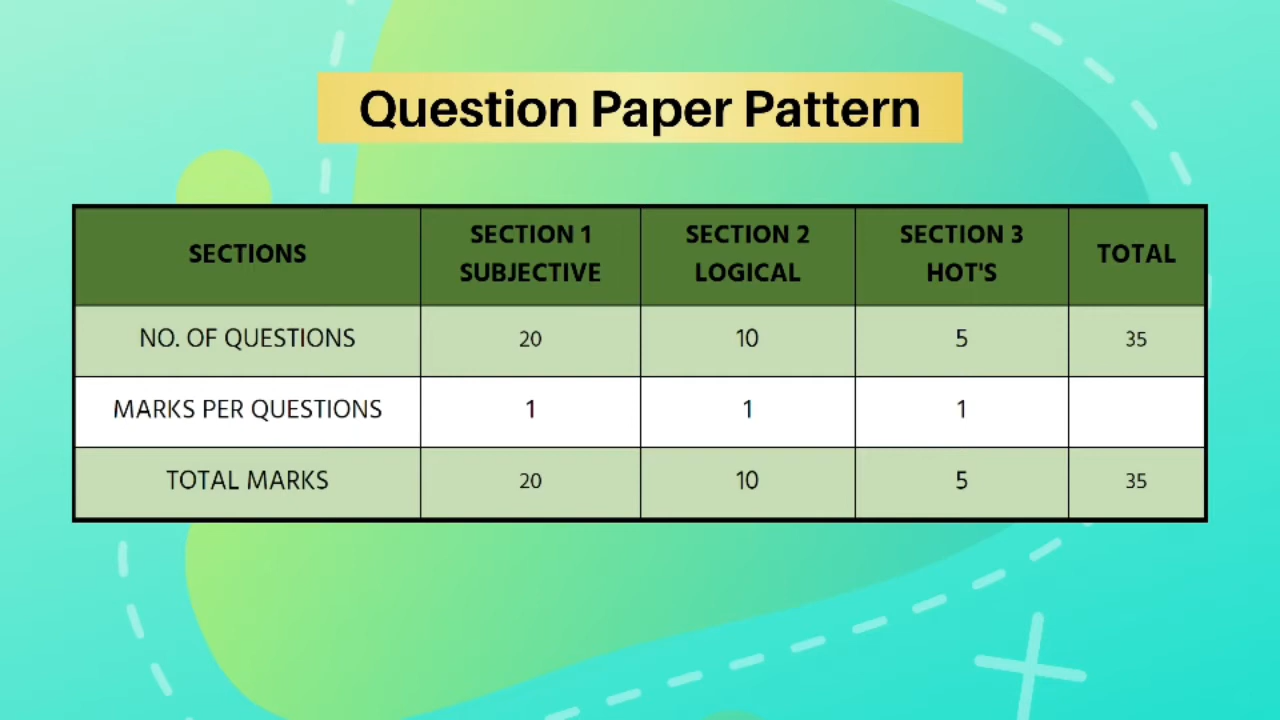 Question Paper Pattern
SECTIONS SECTION 1 SUBJECTIVE SECTION 2 LOGICAL SECTION 3 HOT'S TOTAL
NO. OF QUESTIONS 20 10 5 35
MARKS PER QUESTIONS 1 1 1
TOTAL MARKS 20 10 5 35